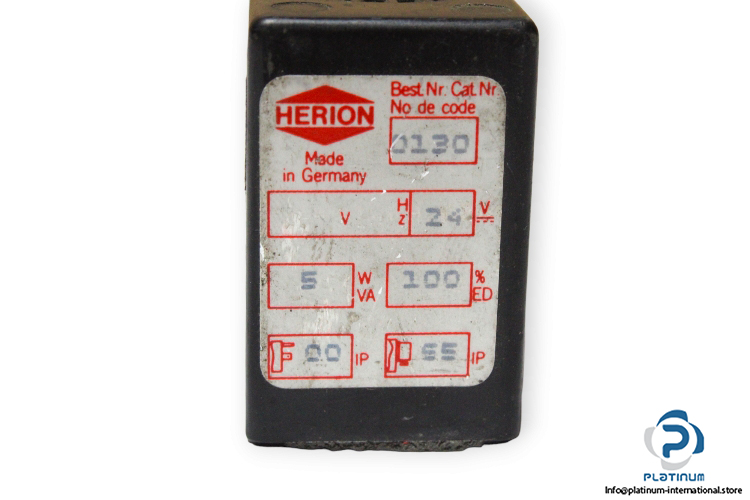 HERION
Made
in Germany
Best. Nr. Cat. Nr
No de code
0130
V Hz 24 V
5 W VA 100 % ED
00 IP 65 IP
PLATINUM
Info@platinum-international.store